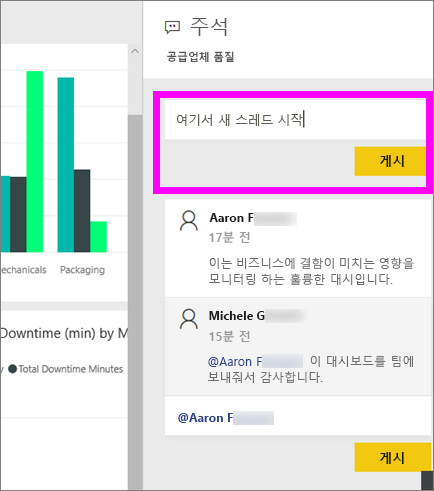 주석
공급업체 품질
여기서 새 스레드 시작
게시
Aaron F
17분 전
이는 비즈니스에 결함이 미치는 영향을
모니터링 하는 훌륭한 대시입니다.
Michele G
15분 전
@Aaron F 이 대시보드를 팀에
보내줘서 감사합니다.
@Aaron F
게시
echanicals Packaging
Downtime (min) by M
Total Downtime Minutes